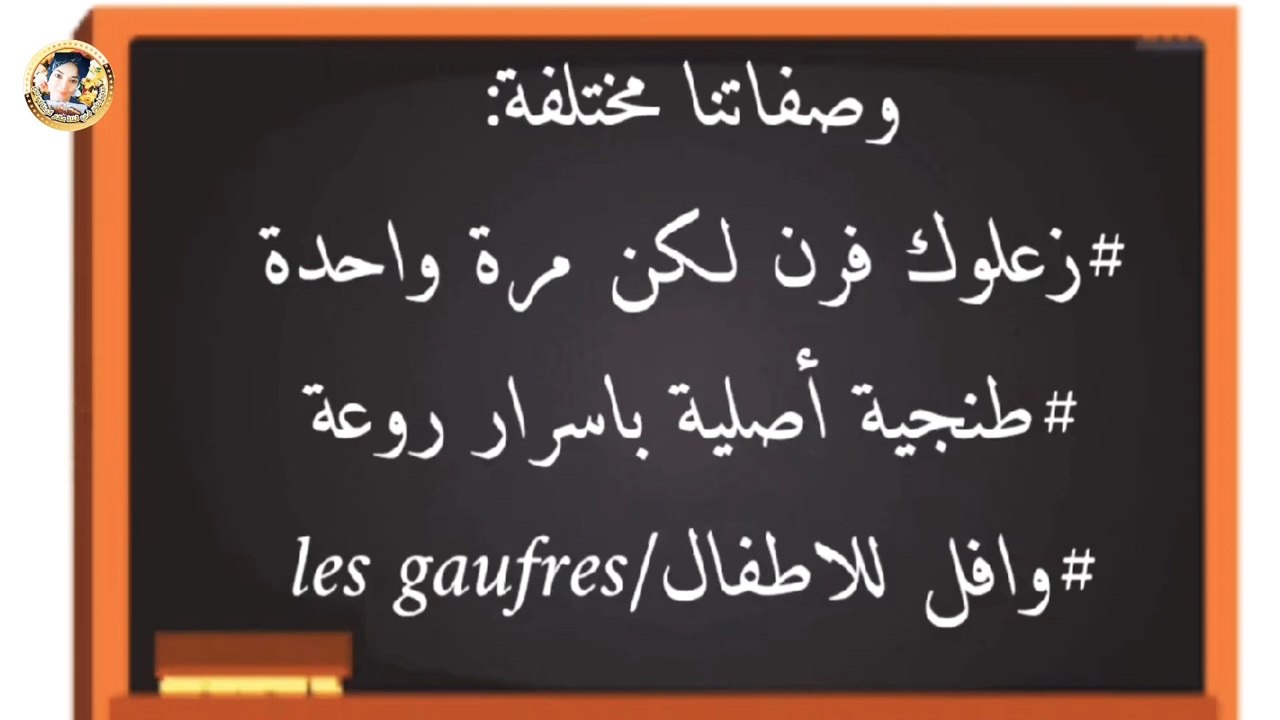 وصفاتنا مختلفة:
#زعلوك فرن لكن مرة واحدة
#طنجية أصلية باسرار روعة
#وافل للاطفال/les gaufres